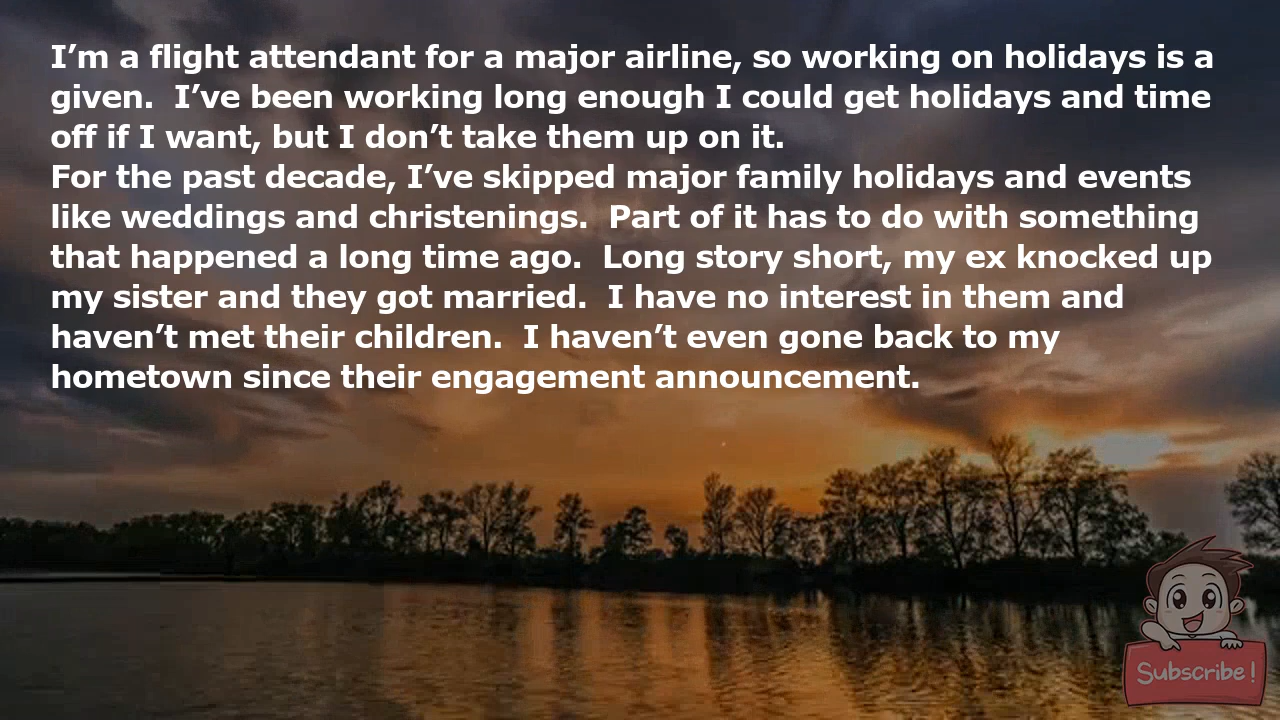 I’m a flight attendant for a major airline, so working on holidays is a
given.  I’ve been working long enough I could get holidays and time
off if I want, but I don’t take them up on it.
For the past decade, I’ve skipped major family holidays and events
like weddings and christenings.  Part of it has to do with something
that happened a long time ago.  Long story short, my ex knocked up
my sister and they got married.  I have no interest in them and
haven’t met their children.  I haven’t even gone back to my
hometown since their engagement announcement.
Subscribe!